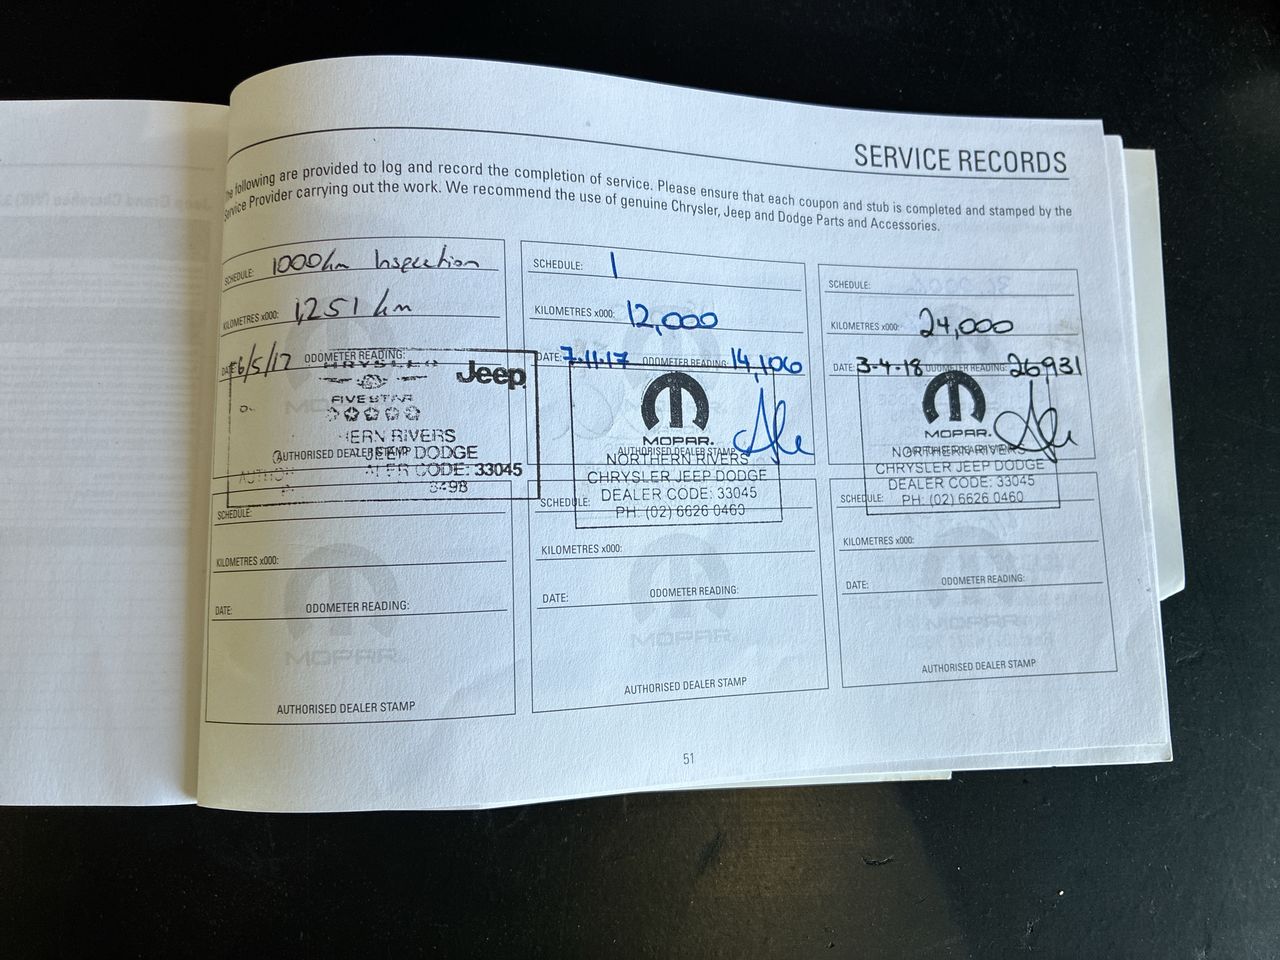 SERVICE RECORDS
The following are provided to log and record the completion of service. Please ensure that each coupon and stub is completed and stamped by the
Service Provider carrying out the work. We recommend the use of genuine Chrysler, Jeep and Dodge Parts and Accessories.
SCHEDULE: 1000km Inspection
KILOMETRES x000: 1,251 km
DATE: 6/5/17 ODOMETER READING:
CHRYSLER Jeep
FIVE STAR
HERN RIVERS
AUTHORISED DEALER STAMP
JEEP DODGE
ALER CODE: 33045
3498
SCHEDULE: 1
KILOMETRES x000: 12,000
DATE: 7.11.17 ODOMETER READING: 14,106
MOPAR.
AUTHORISED DEALER STAMP
NORTHERN RIVERS
CHRYSLER JEEP DODGE
DEALER CODE: 33045
PH: (02) 6626 0460
SCHEDULE:
KILOMETRES x000: 24,000
DATE: 3-4-18 ODOMETER READING: 26931
MOPAR.
NORTHERN RIVERS
CHRYSLER JEEP DODGE
DEALER CODE: 33045
PH: (02) 6626 0460
SCHEDULE:
KILOMETRES x000:
DATE: ODOMETER READING:
MOPAR
AUTHORISED DEALER STAMP
SCHEDULE:
KILOMETRES x000:
DATE: ODOMETER READING:
MOPAR
AUTHORISED DEALER STAMP
SCHEDULE:
KILOMETRES x000:
DATE: ODOMETER READING:
AUTHORISED DEALER STAMP
51